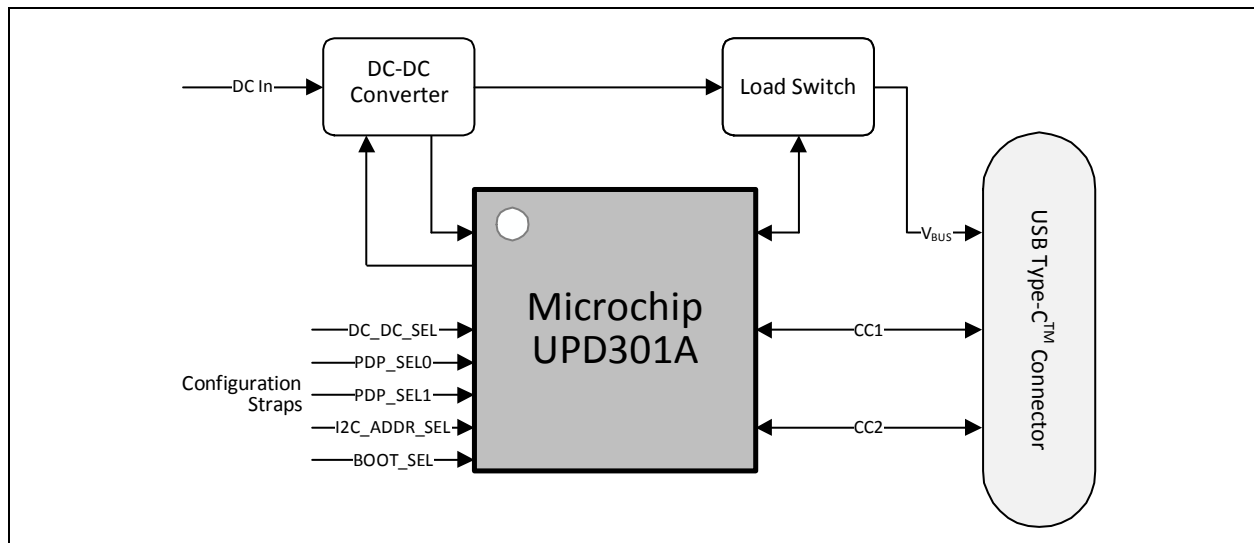 DC In
DC-DC
Converter
Load Switch
VBUS
Microchip
UPD301A
Configuration
Straps
DC_DC_SEL
PDP_SEL0
PDP_SEL1
I2C_ADDR_SEL
BOOT_SEL
CC1
CC2
USB Type-C™ Connector